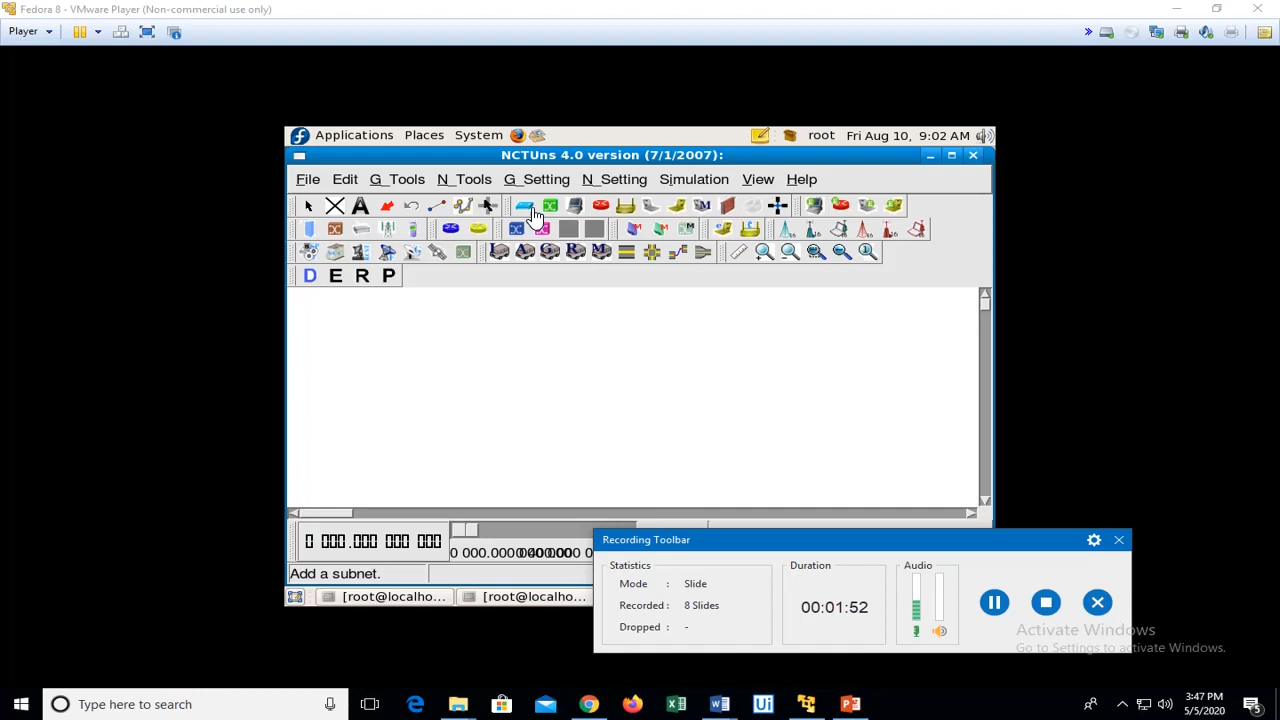 Fedora 8 - VMware Player (Non-commercial use only)
Player
Applications Places System root Fri Aug 10, 9:02 AM
NCTUns 4.0 version (7/1/2007):
File Edit G_Tools N_Tools G_Setting N_Setting Simulation View Help
D E R P
0 000.000 000 000
Add a subnet.
[root@localho... [root@localho...
Recording Toolbar
Statistics Duration Audio
Mode : Slide
Recorded : 8 Slides 00:01:52
Dropped : -
Activate Windows
Go to Settings to activate Windows.
Type here to search
3:47 PM
5/5/2020
5